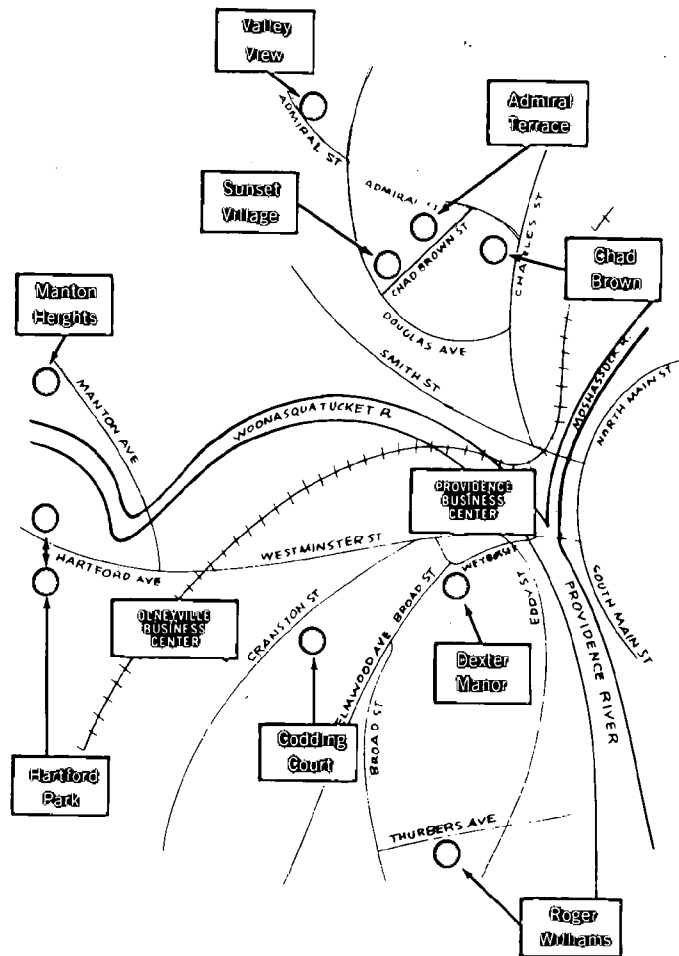 Valley
View
ADMIRAL ST
Admiral
Terrace
Sunset
Village
ADMIRAL ST
CHAD BROWN ST
CHARLES ST
Chad
Brown
Manton
Heights
DOUGLAS AVE
SMITH ST
MANTON AVE
WOONASQUATUCKET R
MOSHASSUCK R.
NORTH MAIN ST
PROVIDENCE
BUSINESS
CENTER
WESTMINSTER ST
HARTFORD AVE
WEYBOSSET
OLNEYVILLE
BUSINESS
CENTER
CRANSTON ST
ELMWOOD AVE
BROAD ST
EDDY ST
SOUTH MAIN ST
PROVIDENCE RIVER
Dexter
Manor
Codding
Court
BROAD ST
Hartford
Park
THURBERS AVE
Roger
Williams